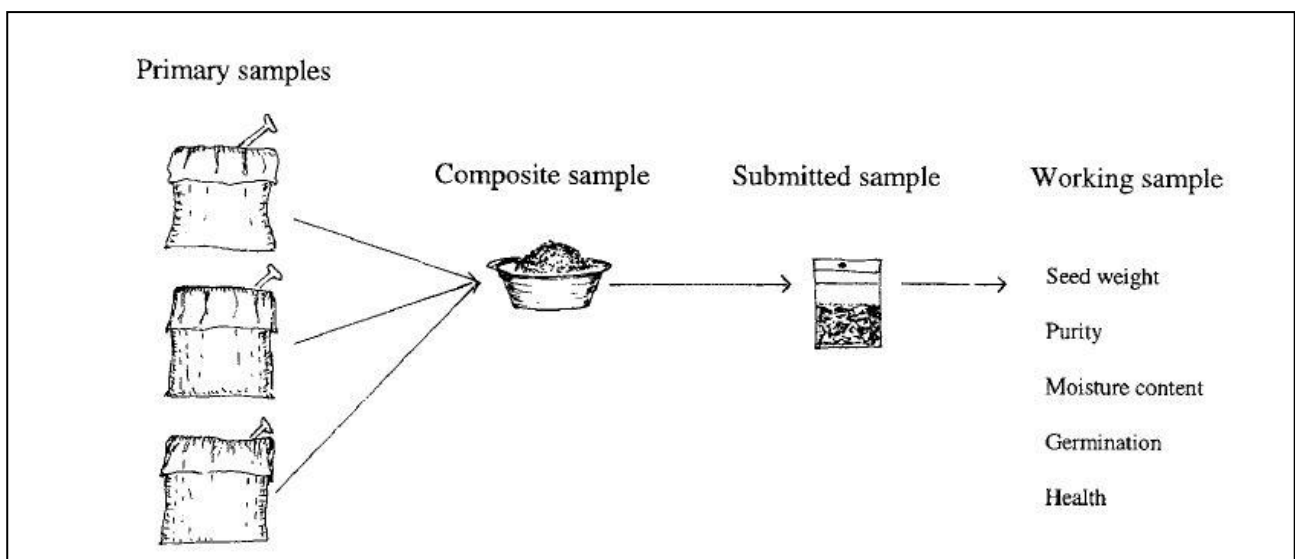 Primary samples
Composite sample
Submitted sample
Working sample
Seed weight
Purity
Moisture content
Germination
Health